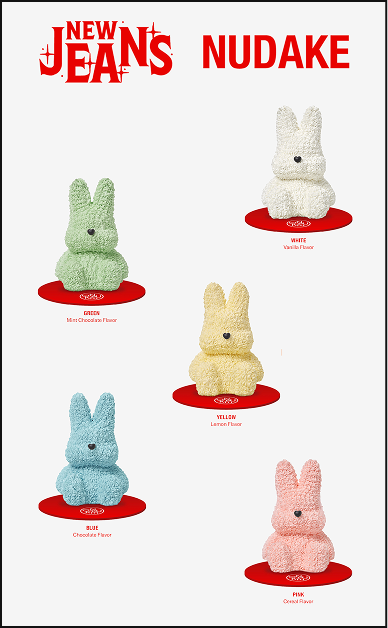 NEW
JEANS
NUDAKE
WHITE
Vanilla Flavor
GREEN
Mint Chocolate Flavor
YELLOW
Lemon Flavor
BLUE
Chocolate Flavor
PINK
Cereal Flavor